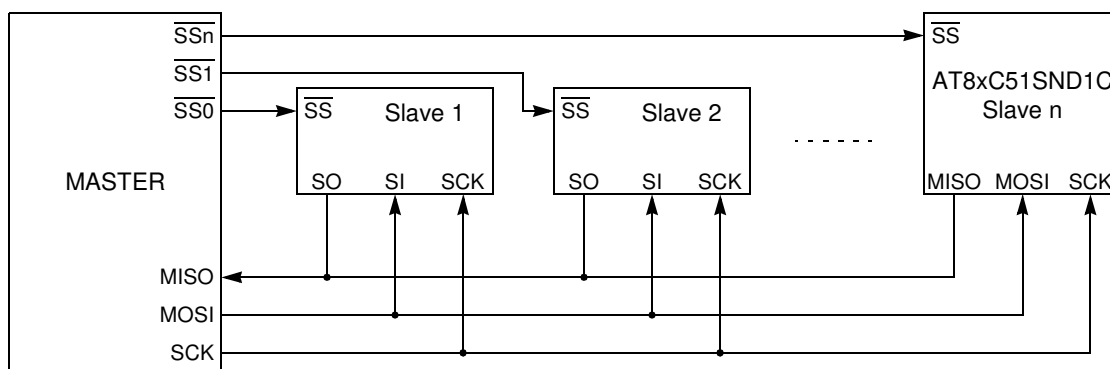 SSn
SS
SS1
AT8xC51SND1C
SS0
SS
Slave 1
SS
Slave 2
Slave n
MASTER
SO
SI
SCK
SO
SI
SCK
MISO
MOSI
SCK
MISO
MOSI
SCK